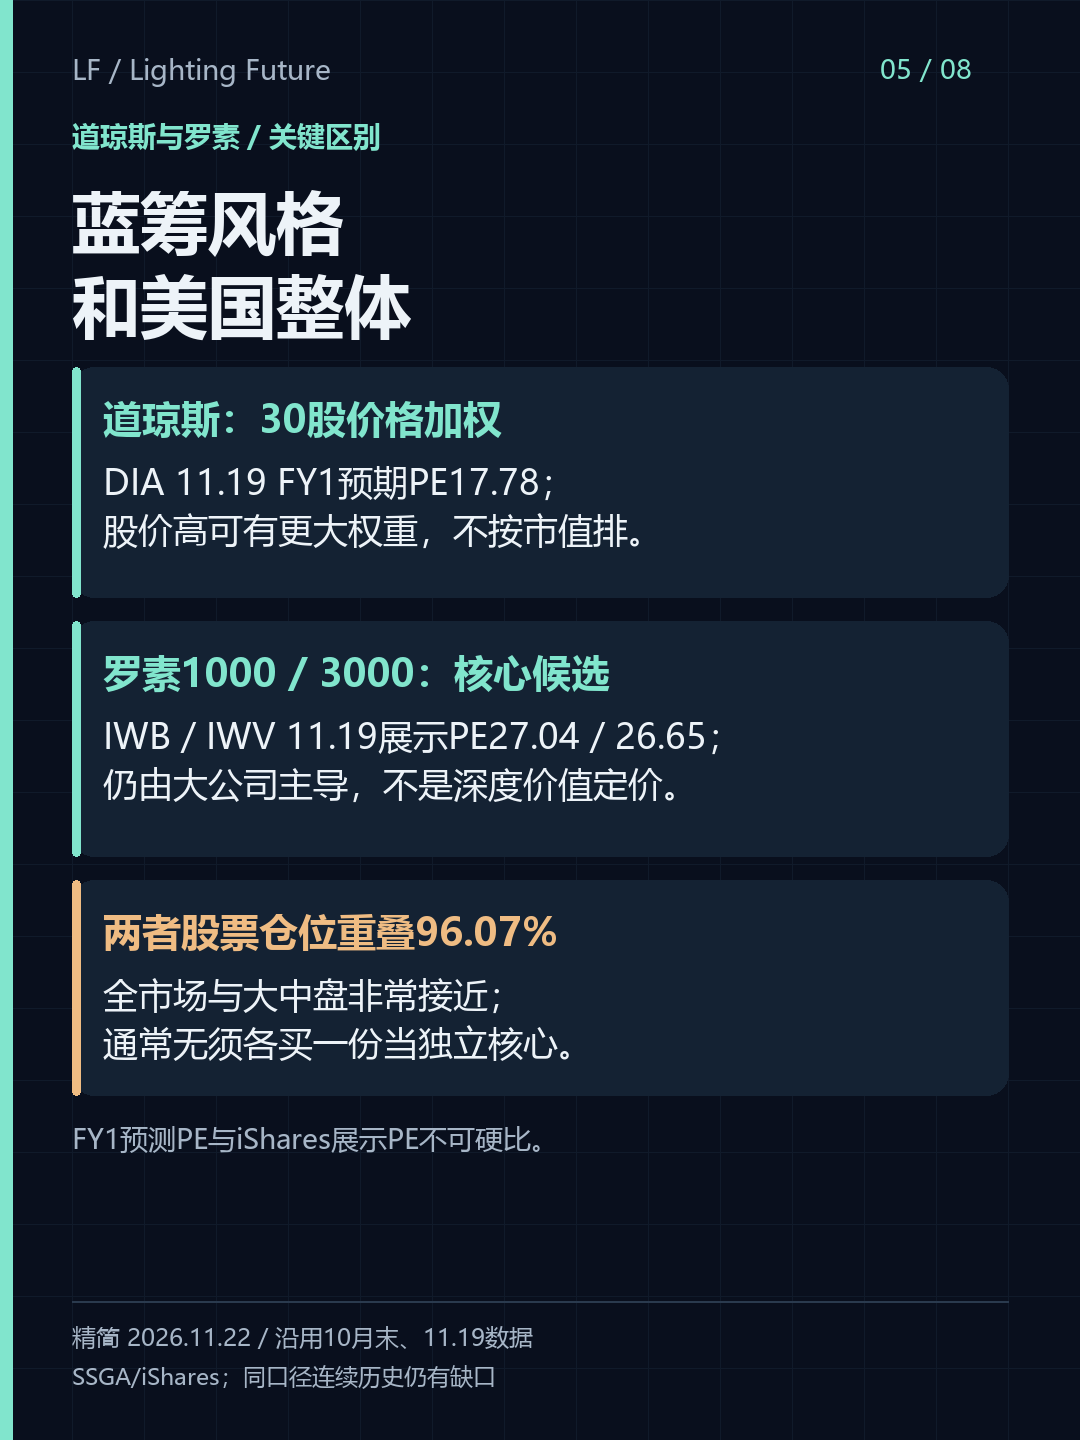 LF / Lighting Future
05 / 08
道琼斯与罗素 / 关键区别
蓝筹风格
和美国整体
道琼斯：30股价格加权
DIA 11.19 FY1预期PE17.78；
股价高可有更大权重，不按市值排。
罗素1000 / 3000：核心候选
IWB / IWV 11.19展示PE27.04 / 26.65；
仍由大公司主导，不是深度价值定价。
两者股票仓位重叠96.07%
全市场与大中盘非常接近；
通常无须各买一份当独立核心。
FY1预测PE与iShares展示PE不可硬比。
精简 2026.11.22 / 沿用10月末、11.19数据
SSGA/iShares；同口径连续历史仍有缺口